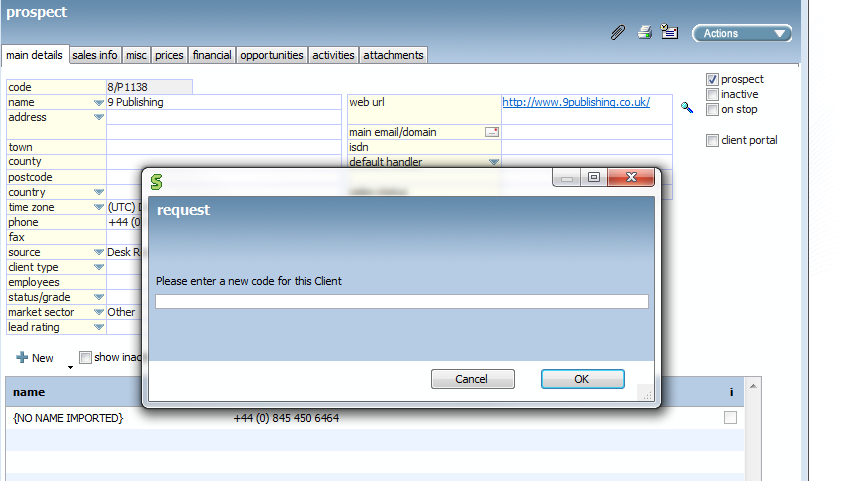 prospect
Actions
main details sales info misc prices financial opportunities activities attachments
code 8/P1138
name 9 Publishing
address
town
county
postcode
country
time zone (UTC)
phone +44 (0)
fax
source Desk
client type
employees
status/grade
market sector Other
lead rating
web url http://www.9publishing.co.uk/
main email/domain
isdn
default handler
prospect
inactive
on stop
client portal
S
request
Please enter a new code for this Client
Cancel OK
New show inac
name i
{NO NAME IMPORTED} +44 (0) 845 450 6464